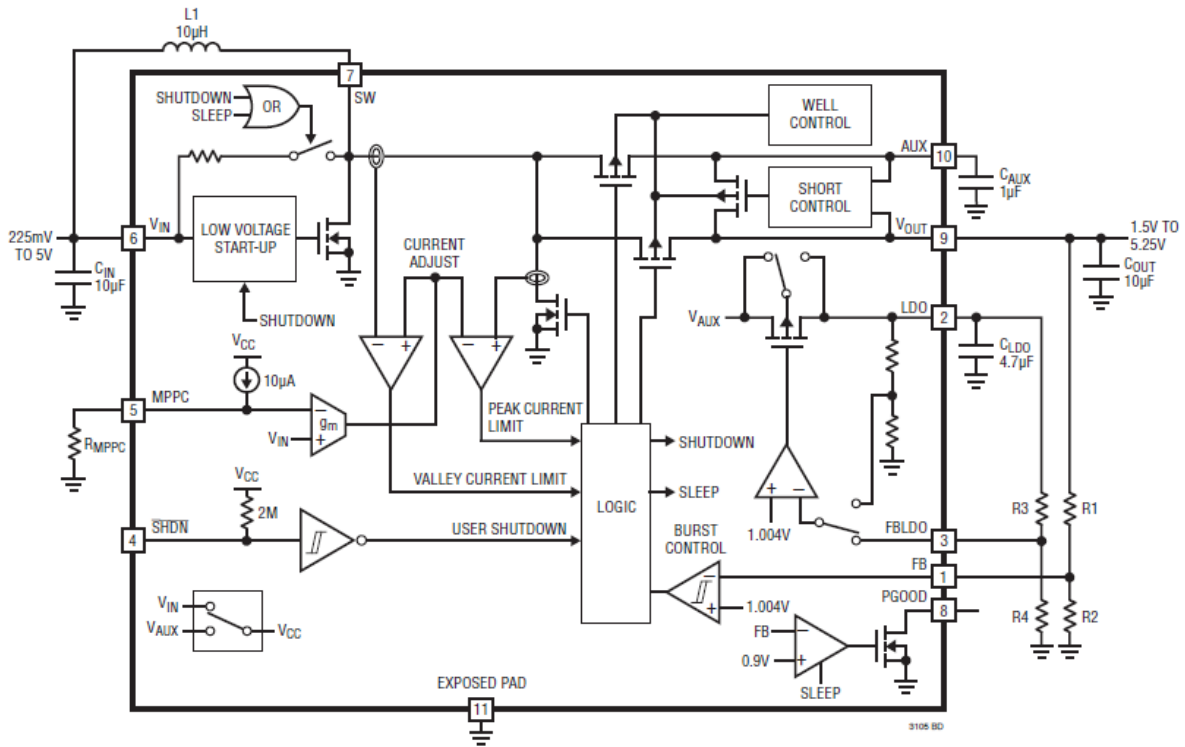 L1
10µH
7
SW
SHUTDOWN
SLEEP
OR
WELL
CONTROL
AUX
10
CAUX
1µF
SHORT
CONTROL
VOUT
9
1.5V TO
5.25V
COUT
10µF
225mV
TO 5V
6
VIN
LOW VOLTAGE
START-UP
CIN
10µF
SHUTDOWN
CURRENT
ADJUST
– +
+ –
VAUX
LDO
2
CLDO
4.7µF
VCC
10µA
MPPC
5
RMPPC
–
gm
VIN
+
PEAK CURRENT
LIMIT
VALLEY CURRENT LIMIT
LOGIC
SHUTDOWN
SLEEP
+ –
1.004V
R3
R1
VCC
2M
SHDN
4
USER SHUTDOWN
FBLDO
3
BURST
CONTROL
FB
1
–
+
1.004V
PGOOD
8
R4
R2
VIN
VAUX
VCC
FB
–
0.9V
+
SLEEP
EXPOSED PAD
11
3105 BD